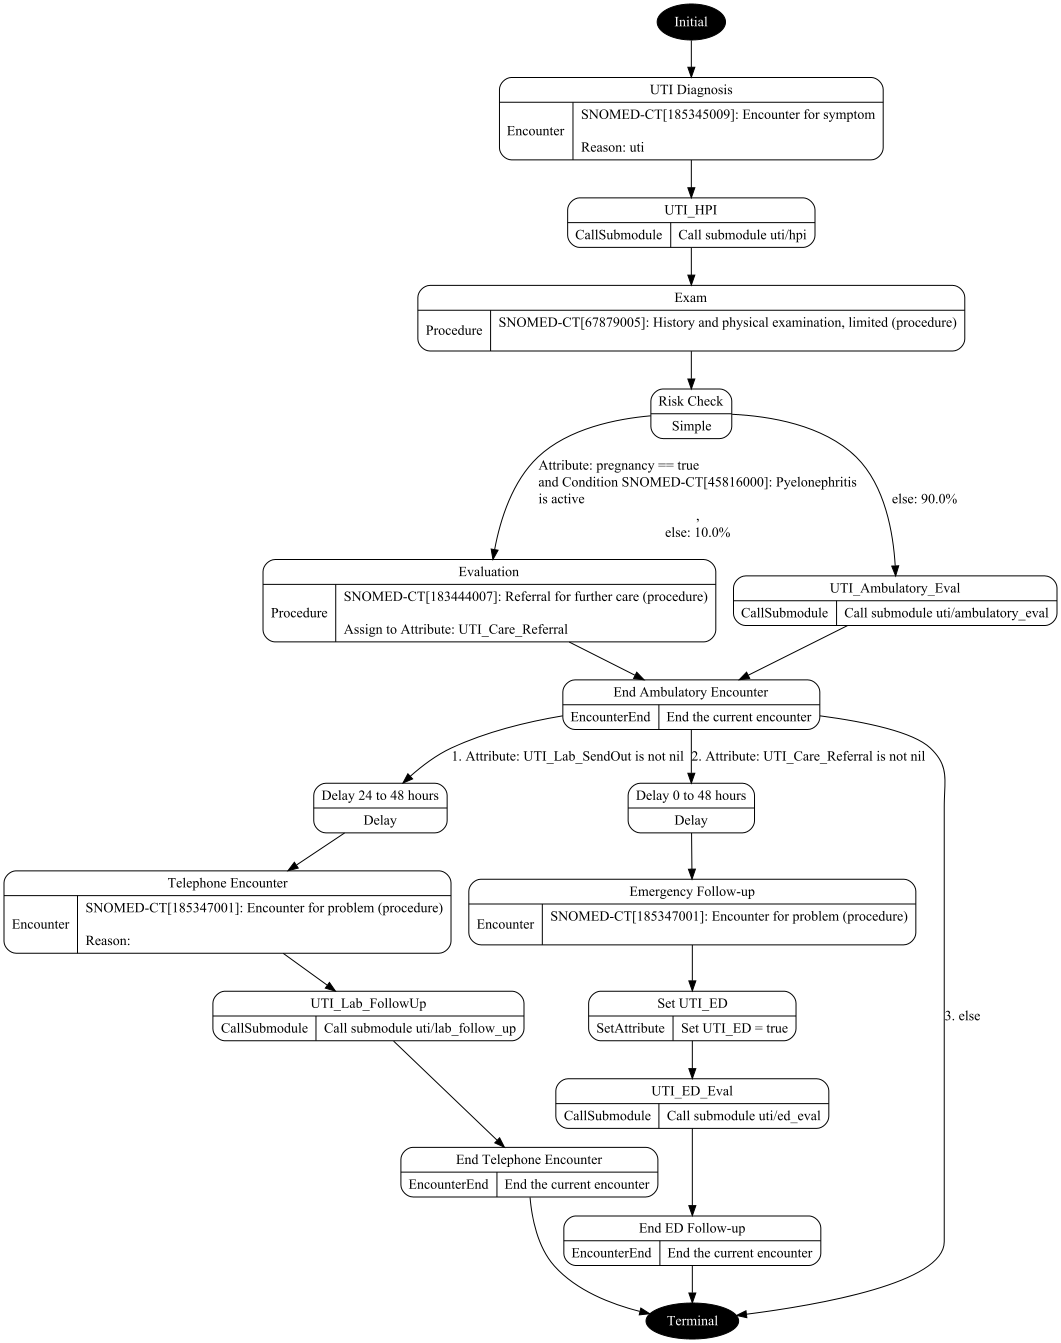 Initial
UTI Diagnosis
Encounter
SNOMED-CT[185345009]: Encounter for symptom
Reason: uti
UTI_HPI
CallSubmodule
Call submodule uti/hpi
Exam
Procedure
SNOMED-CT[67879005]: History and physical examination, limited (procedure)
Risk Check
Simple
Attribute: pregnancy == true
and Condition SNOMED-CT[45816000]: Pyelonephritis
is active
,
else: 10.0%
else: 90.0%
Evaluation
Procedure
SNOMED-CT[183444007]: Referral for further care (procedure)
Assign to Attribute: UTI_Care_Referral
UTI_Ambulatory_Eval
CallSubmodule
Call submodule uti/ambulatory_eval
End Ambulatory Encounter
EncounterEnd
End the current encounter
1. Attribute: UTI_Lab_SendOut is not nil
2. Attribute: UTI_Care_Referral is not nil
Delay 24 to 48 hours
Delay
Delay 0 to 48 hours
Delay
Telephone Encounter
Encounter
SNOMED-CT[185347001]: Encounter for problem (procedure)
Reason:
Emergency Follow-up
Encounter
SNOMED-CT[185347001]: Encounter for problem (procedure)
UTI_Lab_FollowUp
CallSubmodule
Call submodule uti/lab_follow_up
Set UTI_ED
SetAttribute
Set UTI_ED = true
3. else
UTI_ED_Eval
CallSubmodule
Call submodule uti/ed_eval
End Telephone Encounter
EncounterEnd
End the current encounter
End ED Follow-up
EncounterEnd
End the current encounter
Terminal